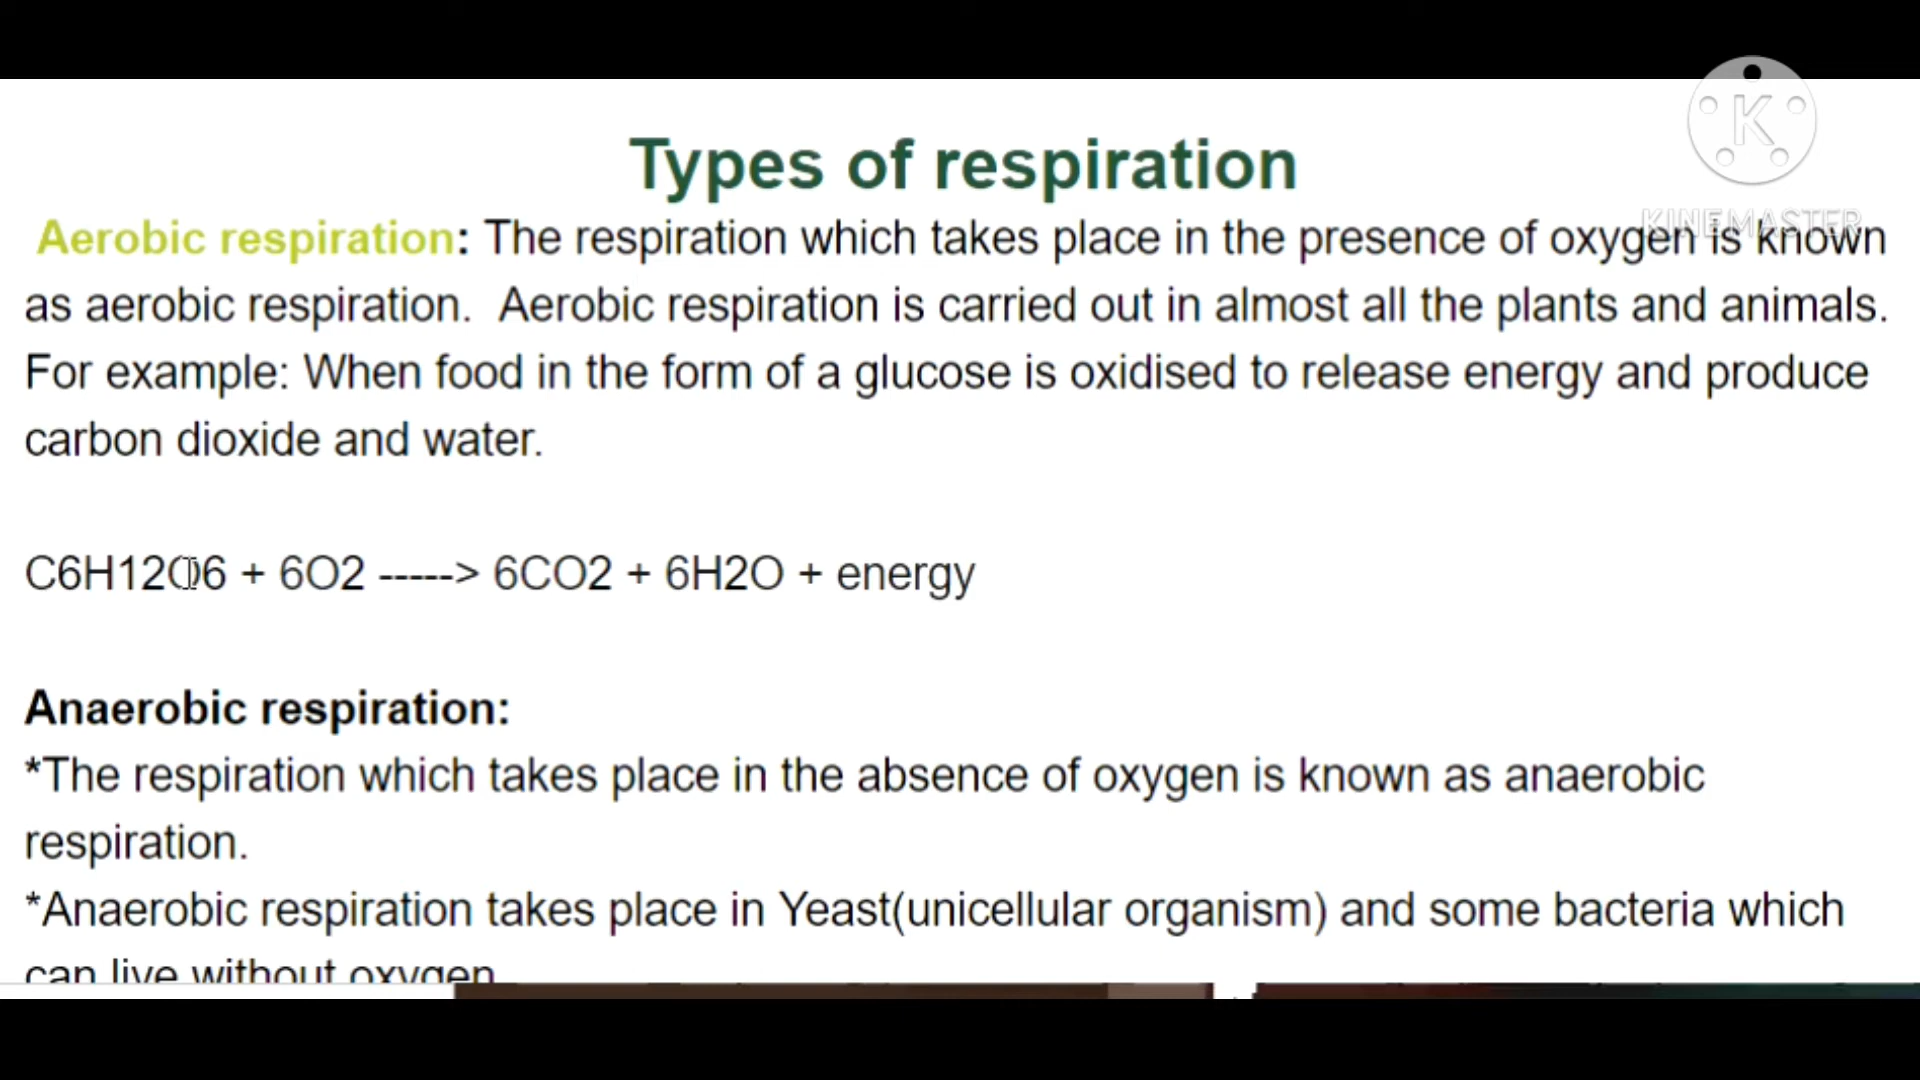 Types of respiration
K
KINEMASTER
Aerobic respiration: The respiration which takes place in the presence of oxygen is known
as aerobic respiration.  Aerobic respiration is carried out in almost all the plants and animals.
For example: When food in the form of a glucose is oxidised to release energy and produce
carbon dioxide and water.
C6H12O6 + 6O2 -----> 6CO2 + 6H2O + energy
Anaerobic respiration:
*The respiration which takes place in the absence of oxygen is known as anaerobic
respiration.
*Anaerobic respiration takes place in Yeast(unicellular organism) and some bacteria which
can live without oxygen